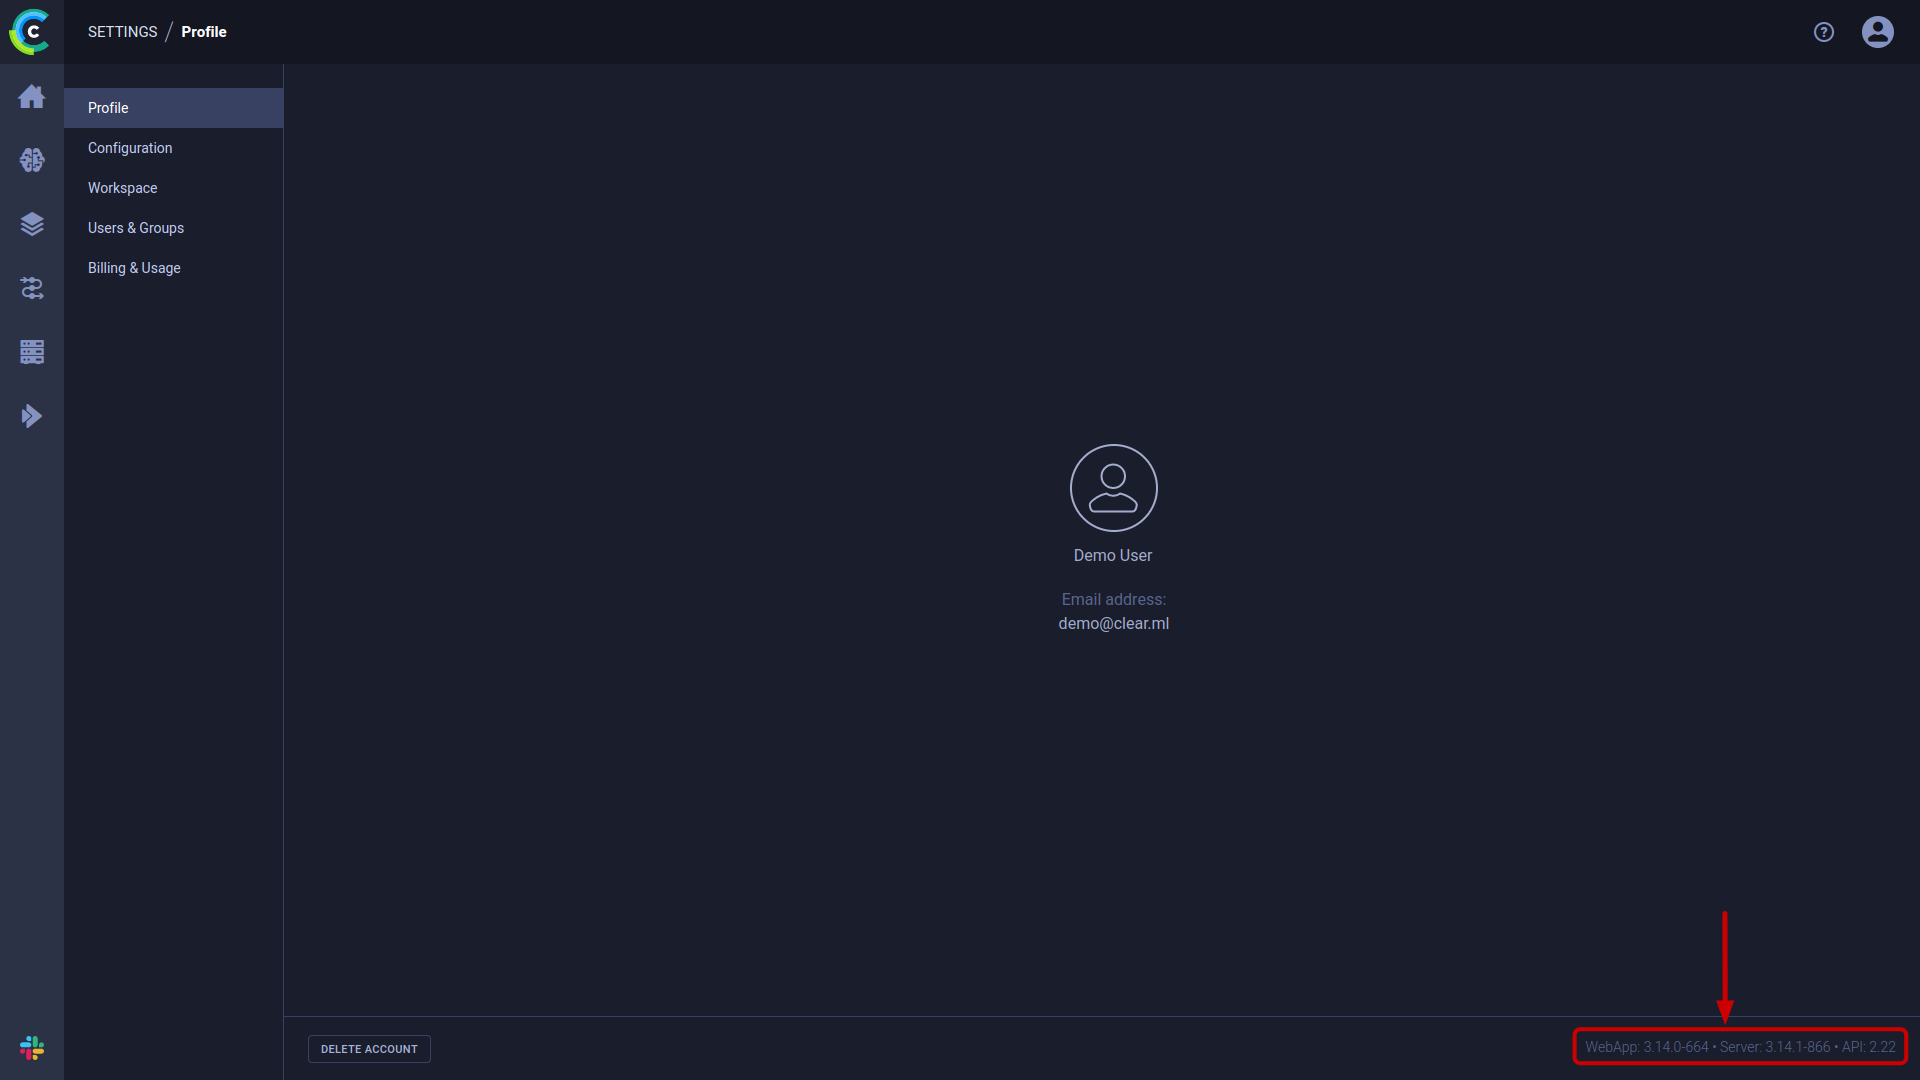 SETTINGS / Profile
Profile
Configuration
Workspace
Users & Groups
Billing & Usage
Demo User
Email address:
demo@clear.ml
DELETE ACCOUNT
WebApp: 3.14.0-664 • Server: 3.14.1-866 • API: 2.22